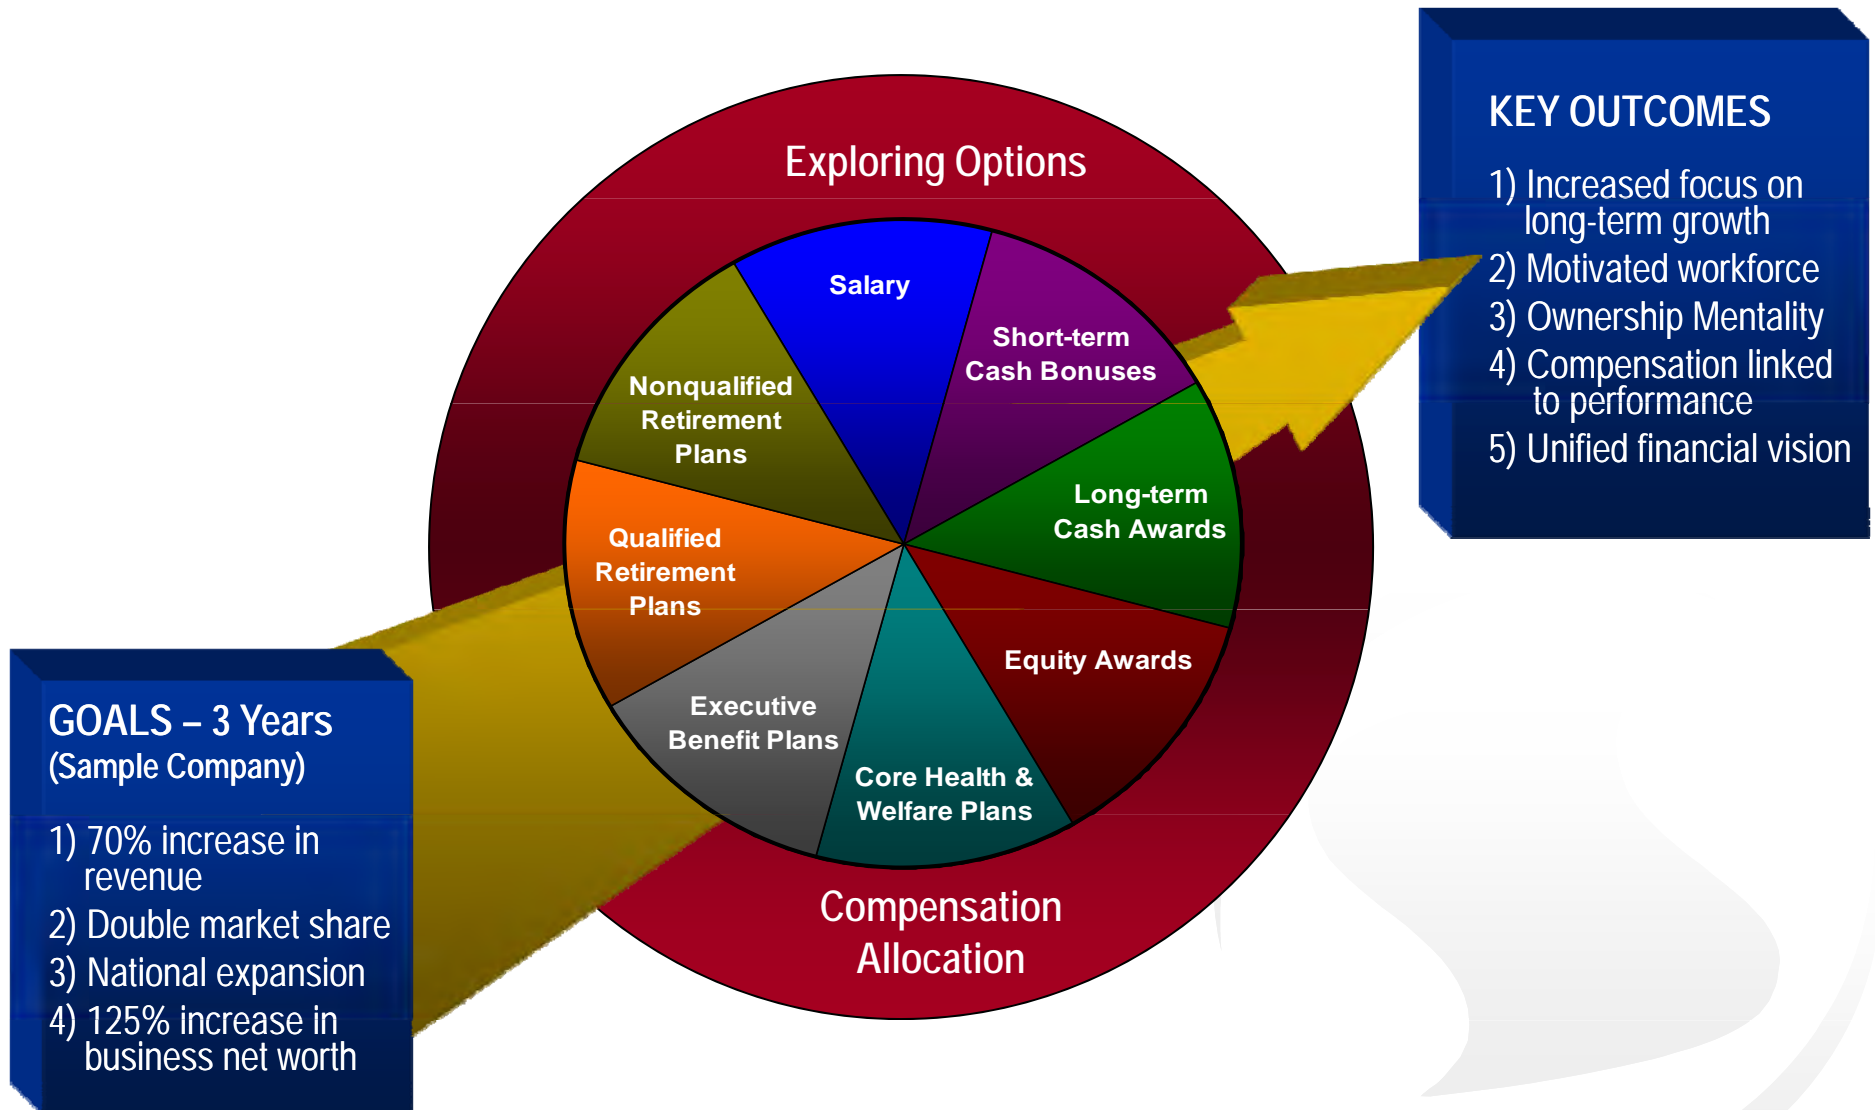 Exploring Options
Salary
Short-term
Cash Bonuses
Long-term
Cash Awards
Equity Awards
Core Health &
Welfare Plans
Executive
Benefit Plans
Qualified
Retirement
Plans
Nonqualified
Retirement
Plans
Compensation
Allocation
GOALS – 3 Years
(Sample Company)
1) 70% increase in
revenue
2) Double market share
3) National expansion
4) 125% increase in
business net worth
KEY OUTCOMES
1) Increased focus on
long-term growth
2) Motivated workforce
3) Ownership Mentality
4) Compensation linked
to performance
5) Unified financial vision